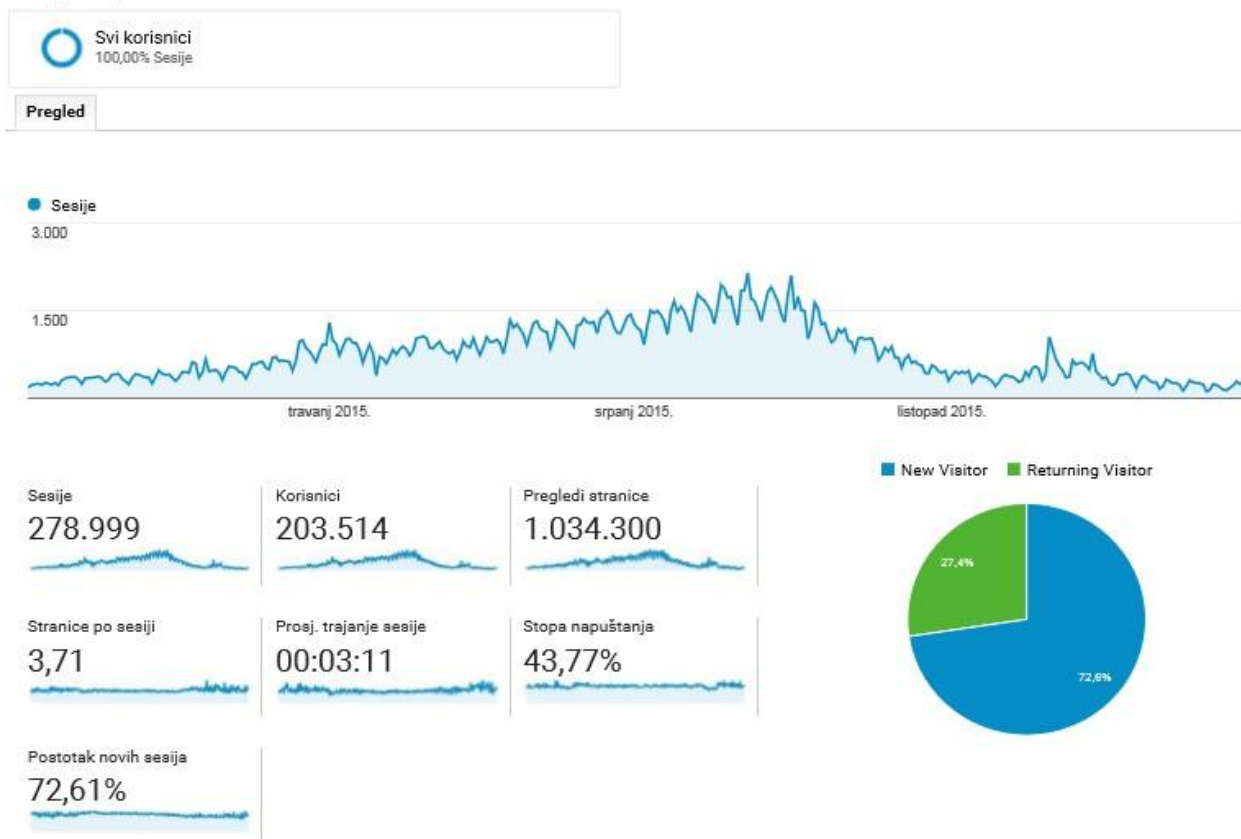 Svi korisnici
100,00% Sesije
Pregled
Sesije
3.000
1.500
travanj 2015.
srpanj 2015.
listopad 2015.
New Visitor
Returning Visitor
Sesije
278.999
Korisnici
203.514
Pregledi stranice
1.034.300
27,4%
72,6%
Stranice po sesiji
3,71
Prosj. trajanje sesije
00:03:11
Stopa napuštanja
43,77%
Postotak novih sesija
72,61%